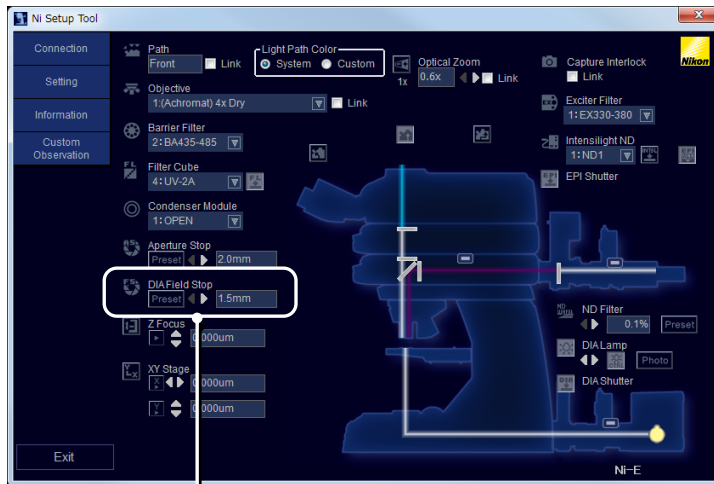 Ni Setup Tool
Connection
Setting
Information
Custom
Observation
Exit
Path
Front
Link
Light Path Color
System
Custom
1x
Optical Zoom
0.6x
Link
Capture Interlock
Link
Nikon
Objective
1:(Achromat) 4x Dry
Link
Exciter Filter
1:EX330-380
Barrier Filter
2:BA435-485
Intensilight ND
1:ND1
EPI Shutter
FL
Filter Cube
4:UV-2A
FL
Condenser Module
1:OPEN
Aperture Stop
Preset
2.0mm
DIA Field Stop
Preset
1.5mm
Z Focus
0.000um
XY Stage
X
0.000um
Y
0.000um
ND Filter
0.1%
Preset
DIA Lamp
Photo
DIA
DIA Shutter
Ni-E